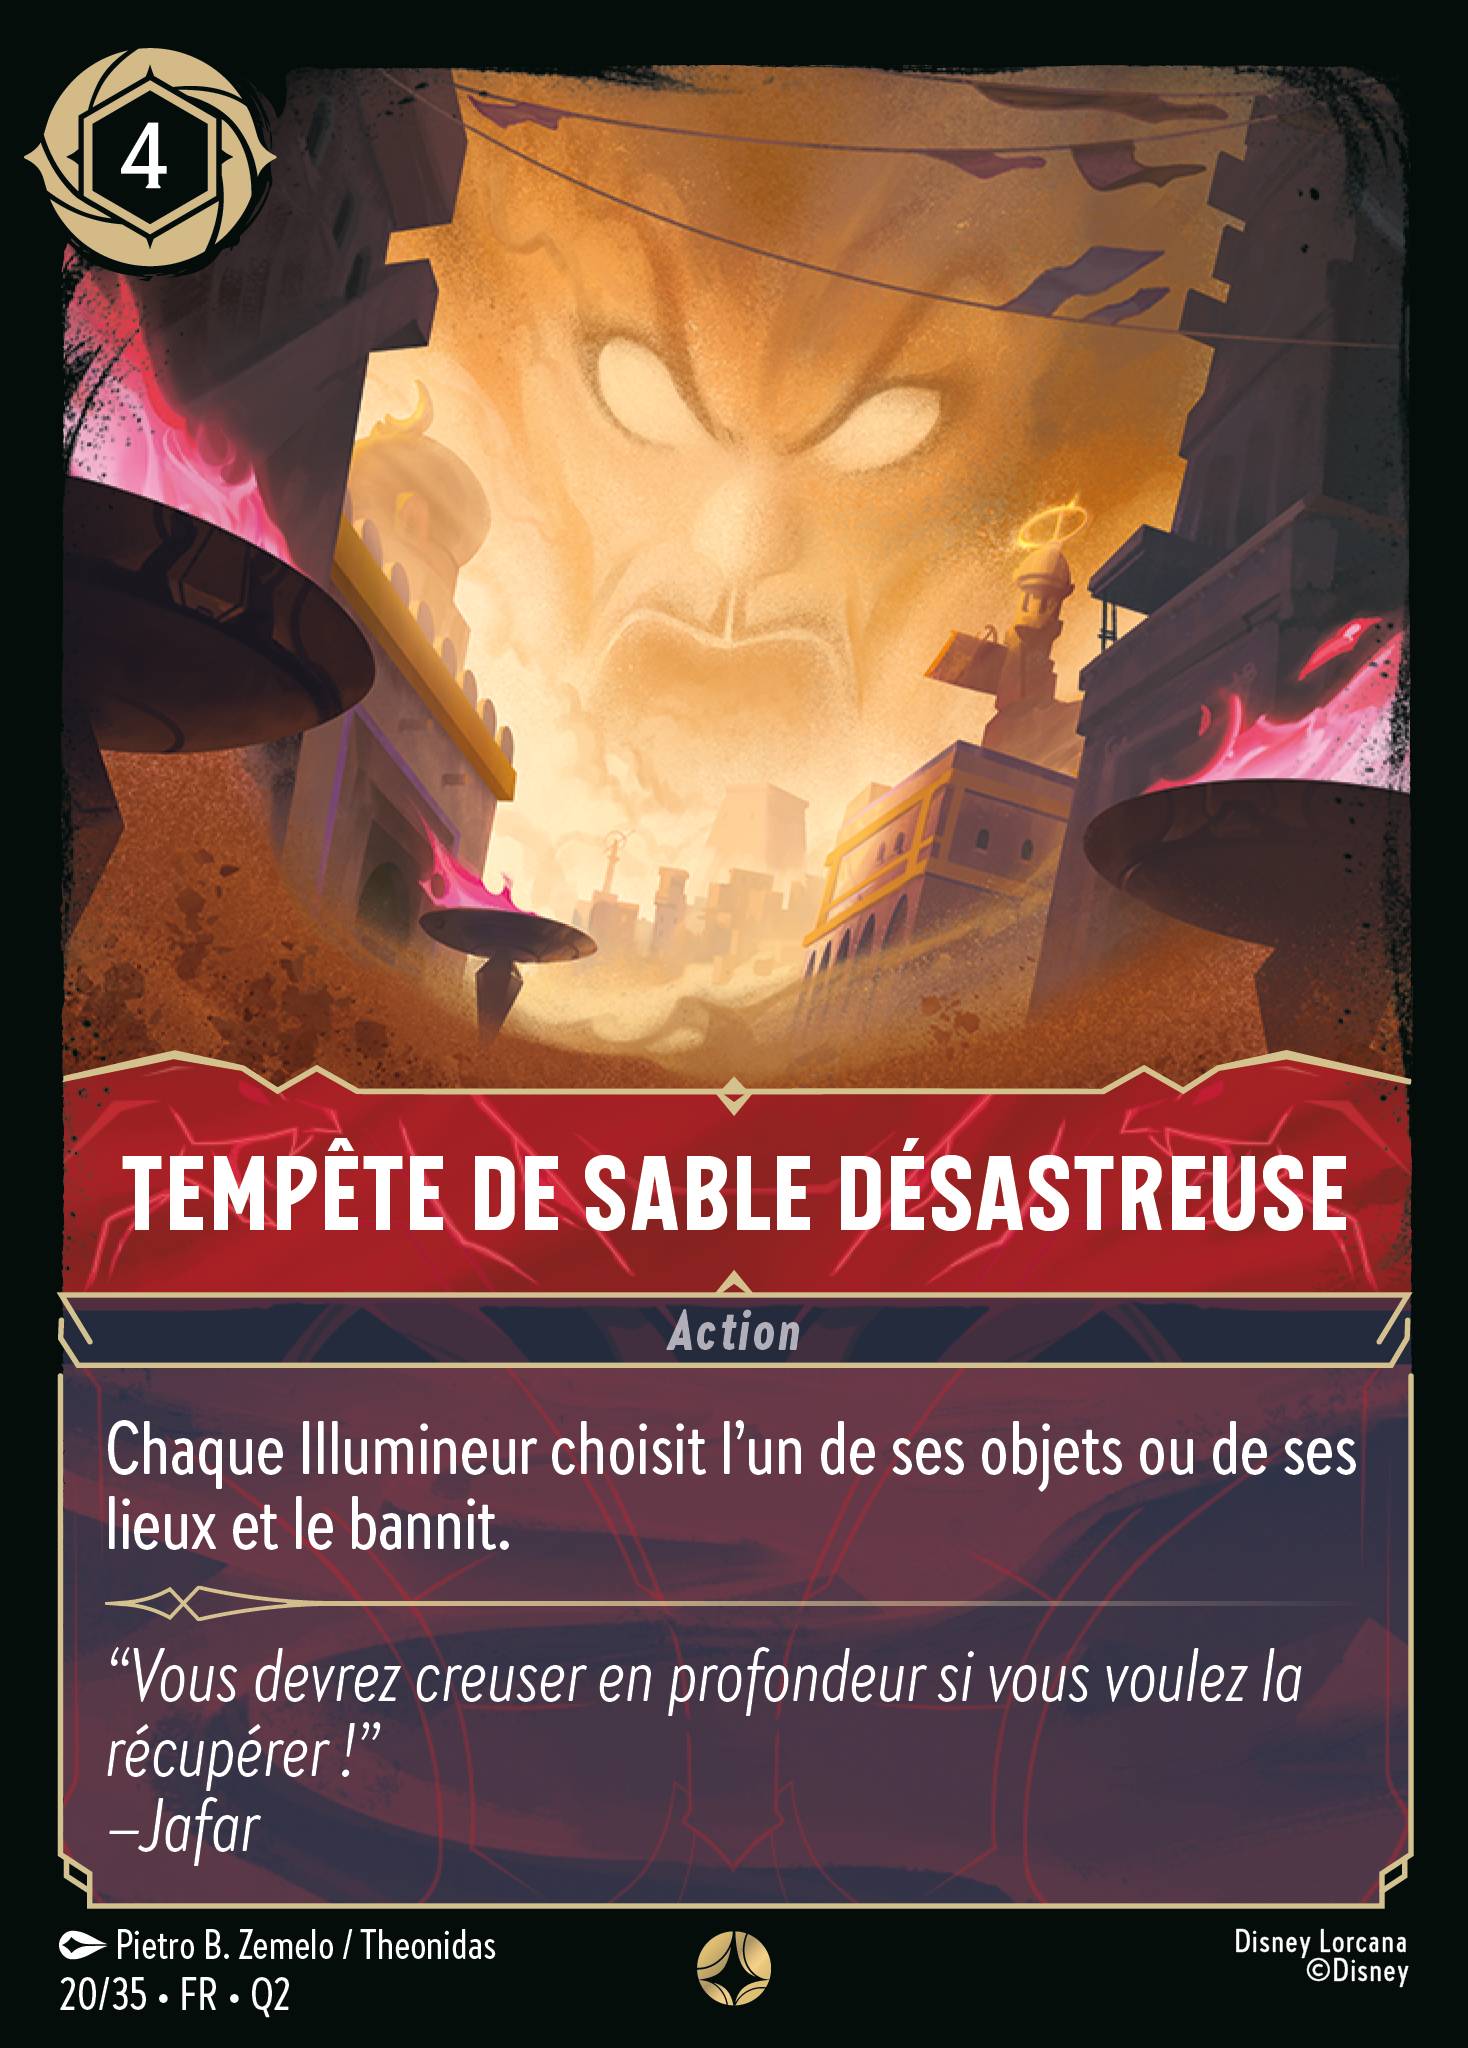 4
TEMPÊTE DE SABLE DÉSASTREUSE
Action
Chaque Illumineur choisit l’un de ses objets ou de ses
lieux et le bannit.
“Vous devrez creuser en profondeur si vous voulez la
récupérer !”
–Jafar
Pietro B. Zemelo / Theonidas
20/35 • FR • Q2
Disney Lorcana
©Disney